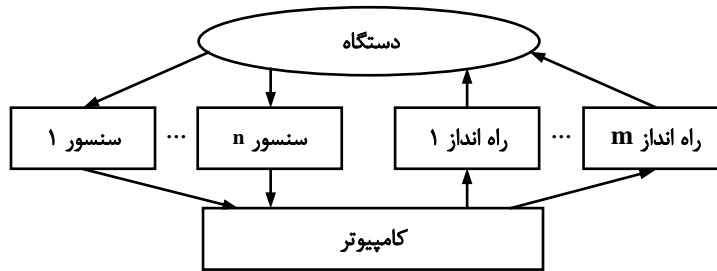 دستگاه
سنسور ۱ ... سنسور n راه انداز ۱ ... راه انداز m
کامپیوتر